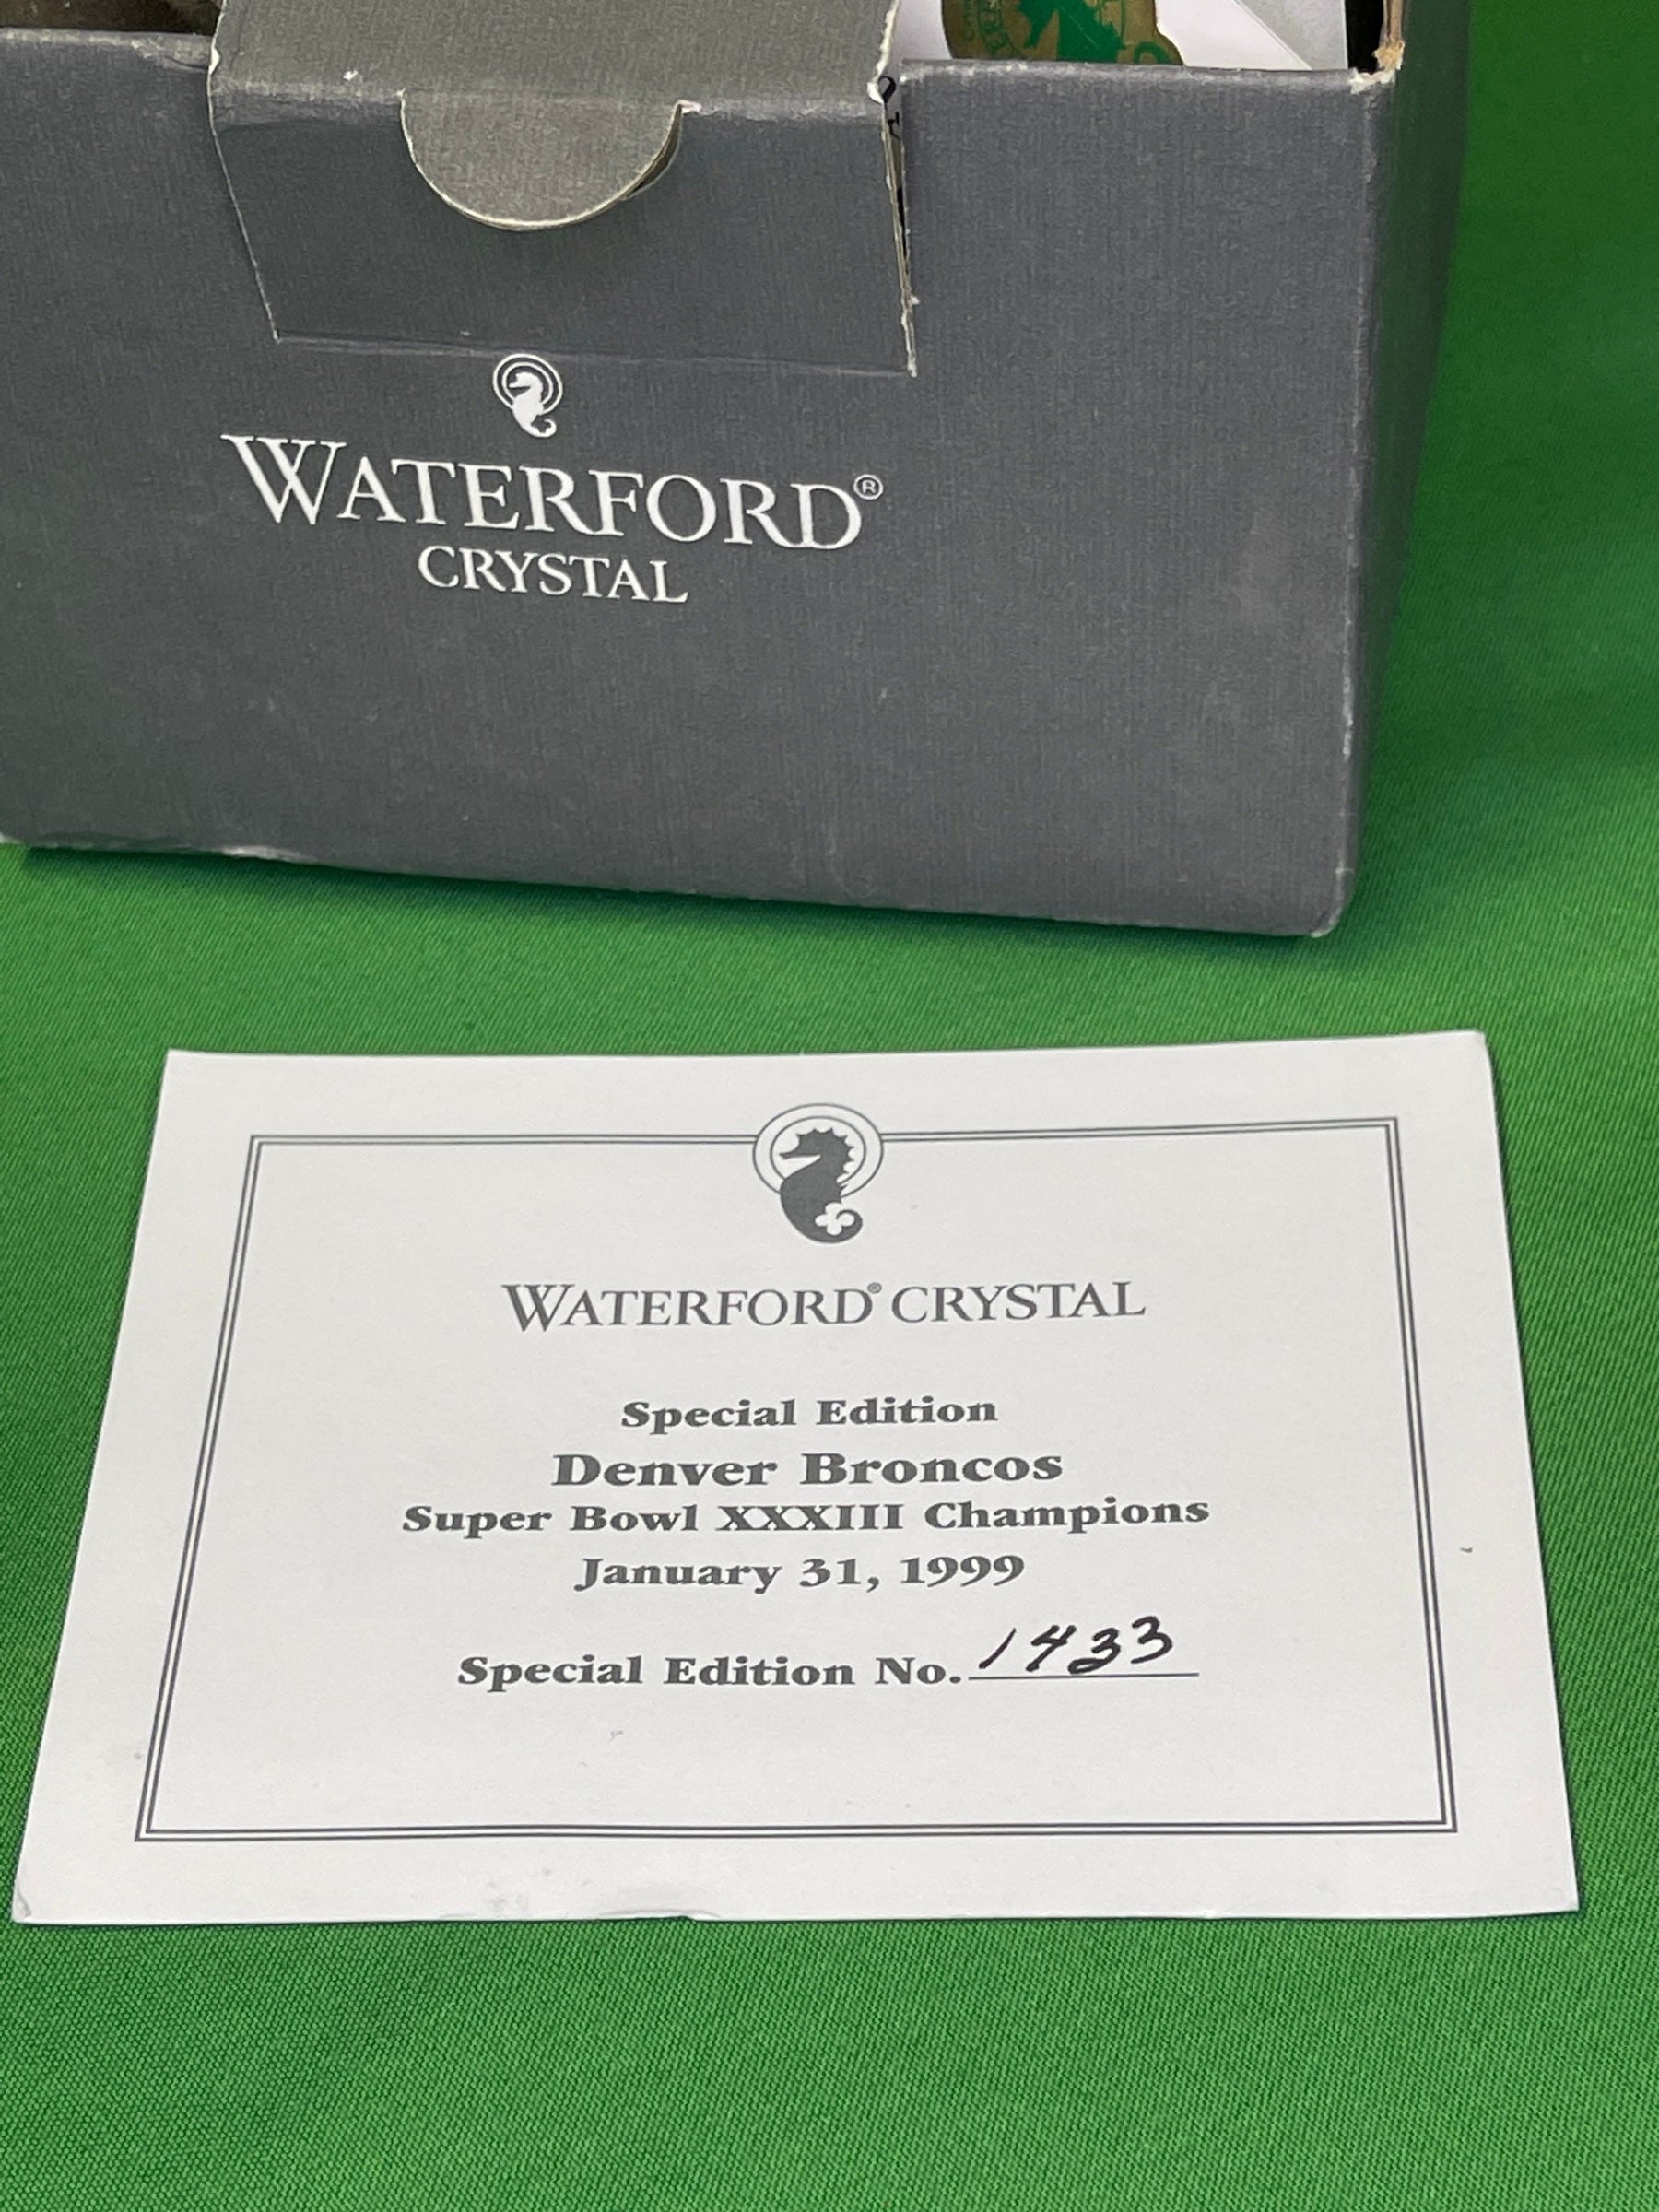 WATERFORD®
CRYSTAL
WATERFORD® CRYSTAL
Special Edition
Denver Broncos
Super Bowl XXXIII Champions
January 31, 1999
Special Edition No. 1433